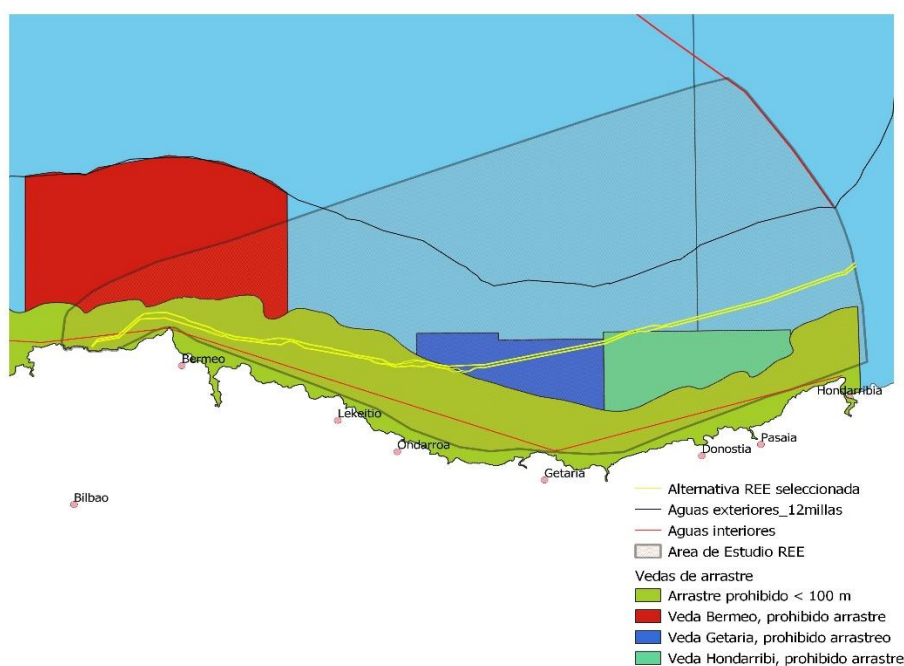 Bermeo
Hondarribia
Lekeitio
Ondarroa
Pasaia
Donostia
Getaria
Bilbao
Alternativa REE seleccionada
Aguas exteriores_12millas
Aguas interiores
Area de Estudio REE
Vedas de arrastre
Arrastre prohibido < 100 m
Veda Bermeo, prohibido arrastre
Veda Getaria, prohibido arrastreo
Veda Hondarribi, prohibido arrastre